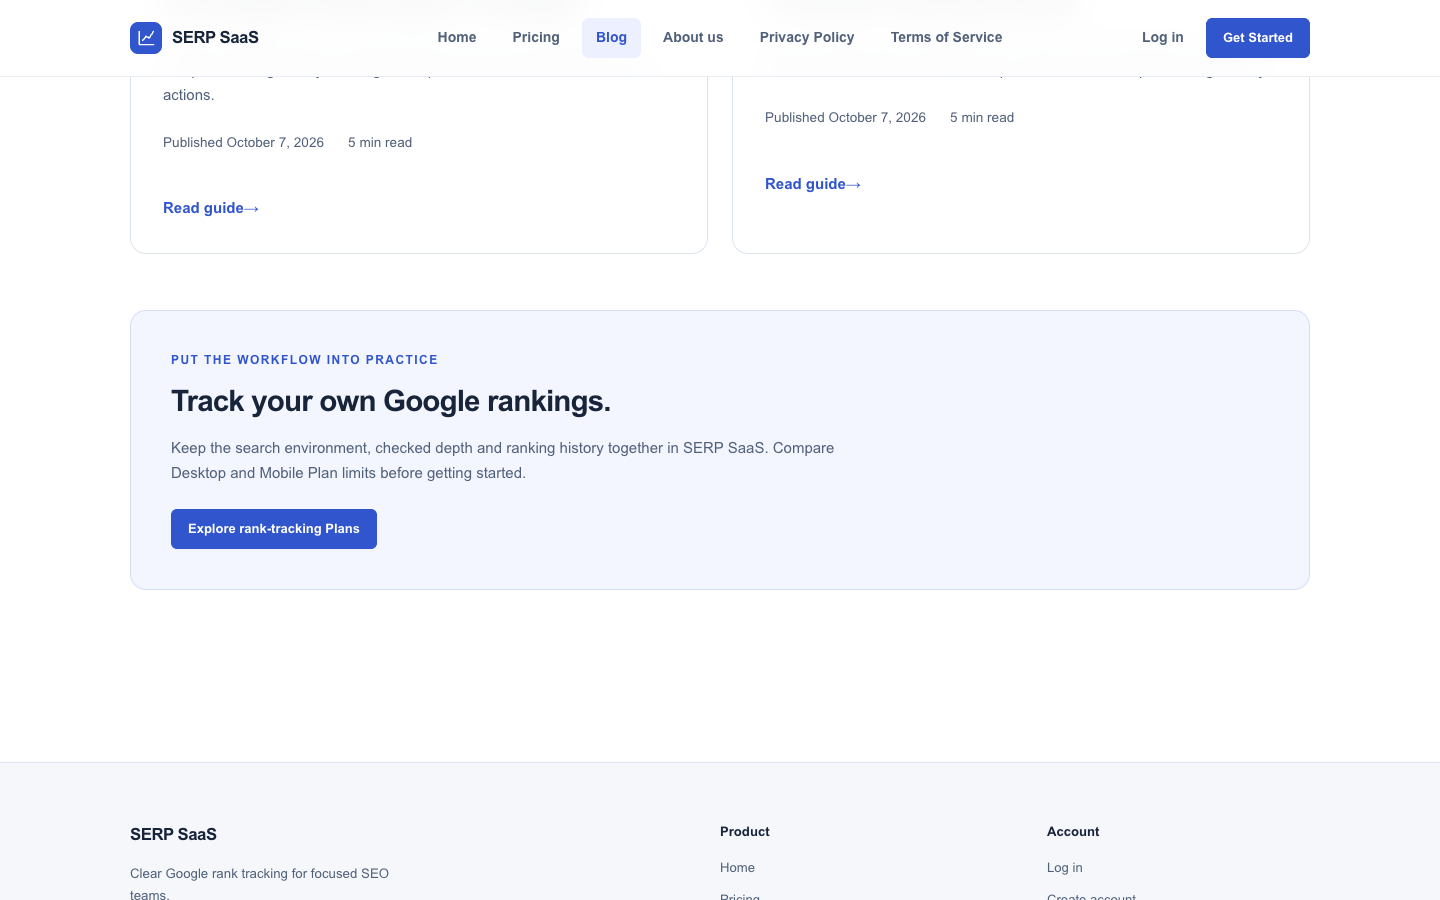 SERP SaaS
Home
Pricing
Blog
About us
Privacy Policy
Terms of Service
Log in
Get Started
actions.
Published October 7, 2026
5 min read
Read guide→
Published October 7, 2026
5 min read
Read guide→
PUT THE WORKFLOW INTO PRACTICE
Track your own Google rankings.
Keep the search environment, checked depth and ranking history together in SERP SaaS. Compare
Desktop and Mobile Plan limits before getting started.
Explore rank-tracking Plans
SERP SaaS
Clear Google rank tracking for focused SEO
teams.
Product
Home
Pricing
Account
Log in
Create account